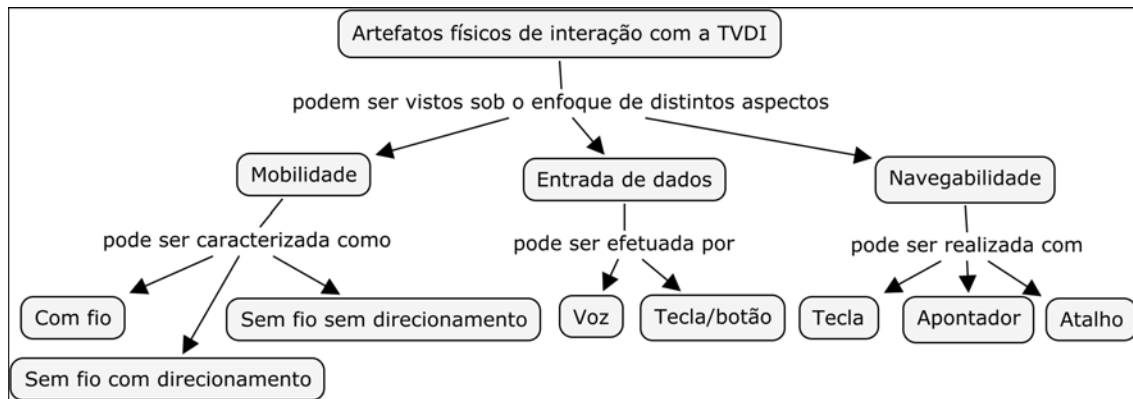 Artefatos físicos de interação com a TVDI
podem ser vistos sob o enfoque de distintos aspectos
Mobilidade
Entrada de dados
Navegabilidade
pode ser caracterizada como
pode ser efetuada por
pode ser realizada com
Com fio
Sem fio sem direcionamento
Voz
Tecla/botão
Tecla
Apontador
Atalho
Sem fio com direcionamento